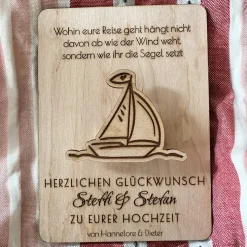 Wohin eure Reise geht hängt nicht
davon ab wie der Wind weht,
sondern wie ihr die Segel setzt
HERZLICHEN GLÜCKWUNSCH
Steffi & Stefan
ZU EURER HOCHZEIT
von Hannelore & Dieter